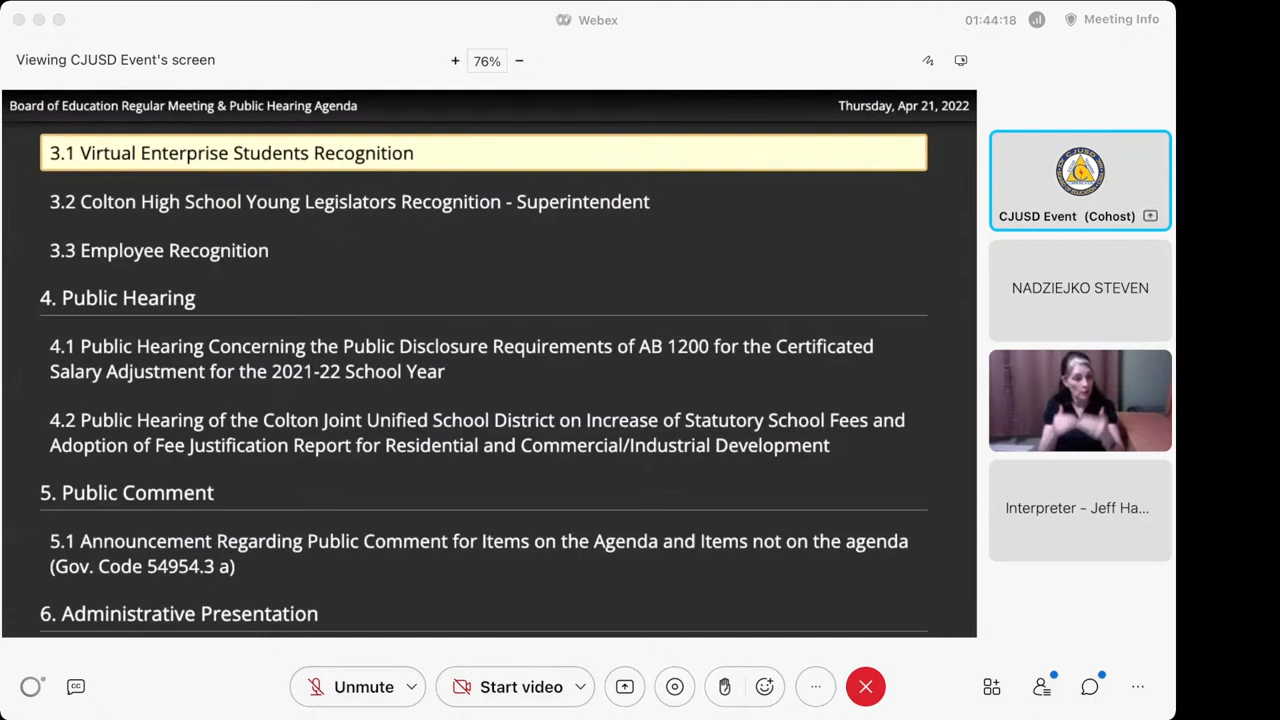 Webex
01:44:18
Meeting Info
Viewing CJUSD Event's screen
+ 76% −
Board of Education Regular Meeting & Public Hearing Agenda
Thursday, Apr 21, 2022
3.1 Virtual Enterprise Students Recognition
3.2 Colton High School Young Legislators Recognition - Superintendent
3.3 Employee Recognition
4. Public Hearing
4.1 Public Hearing Concerning the Public Disclosure Requirements of AB 1200 for the Certificated
Salary Adjustment for the 2021-22 School Year
4.2 Public Hearing of the Colton Joint Unified School District on Increase of Statutory School Fees and
Adoption of Fee Justification Report for Residential and Commercial/Industrial Development
5. Public Comment
5.1 Announcement Regarding Public Comment for Items on the Agenda and Items not on the agenda
(Gov. Code 54954.3 a)
6. Administrative Presentation
CJUSD
CJUSD Event (Cohost)
NADZIEJKO STEVEN
Interpreter - Jeff Ha...
CC
Unmute
Start video